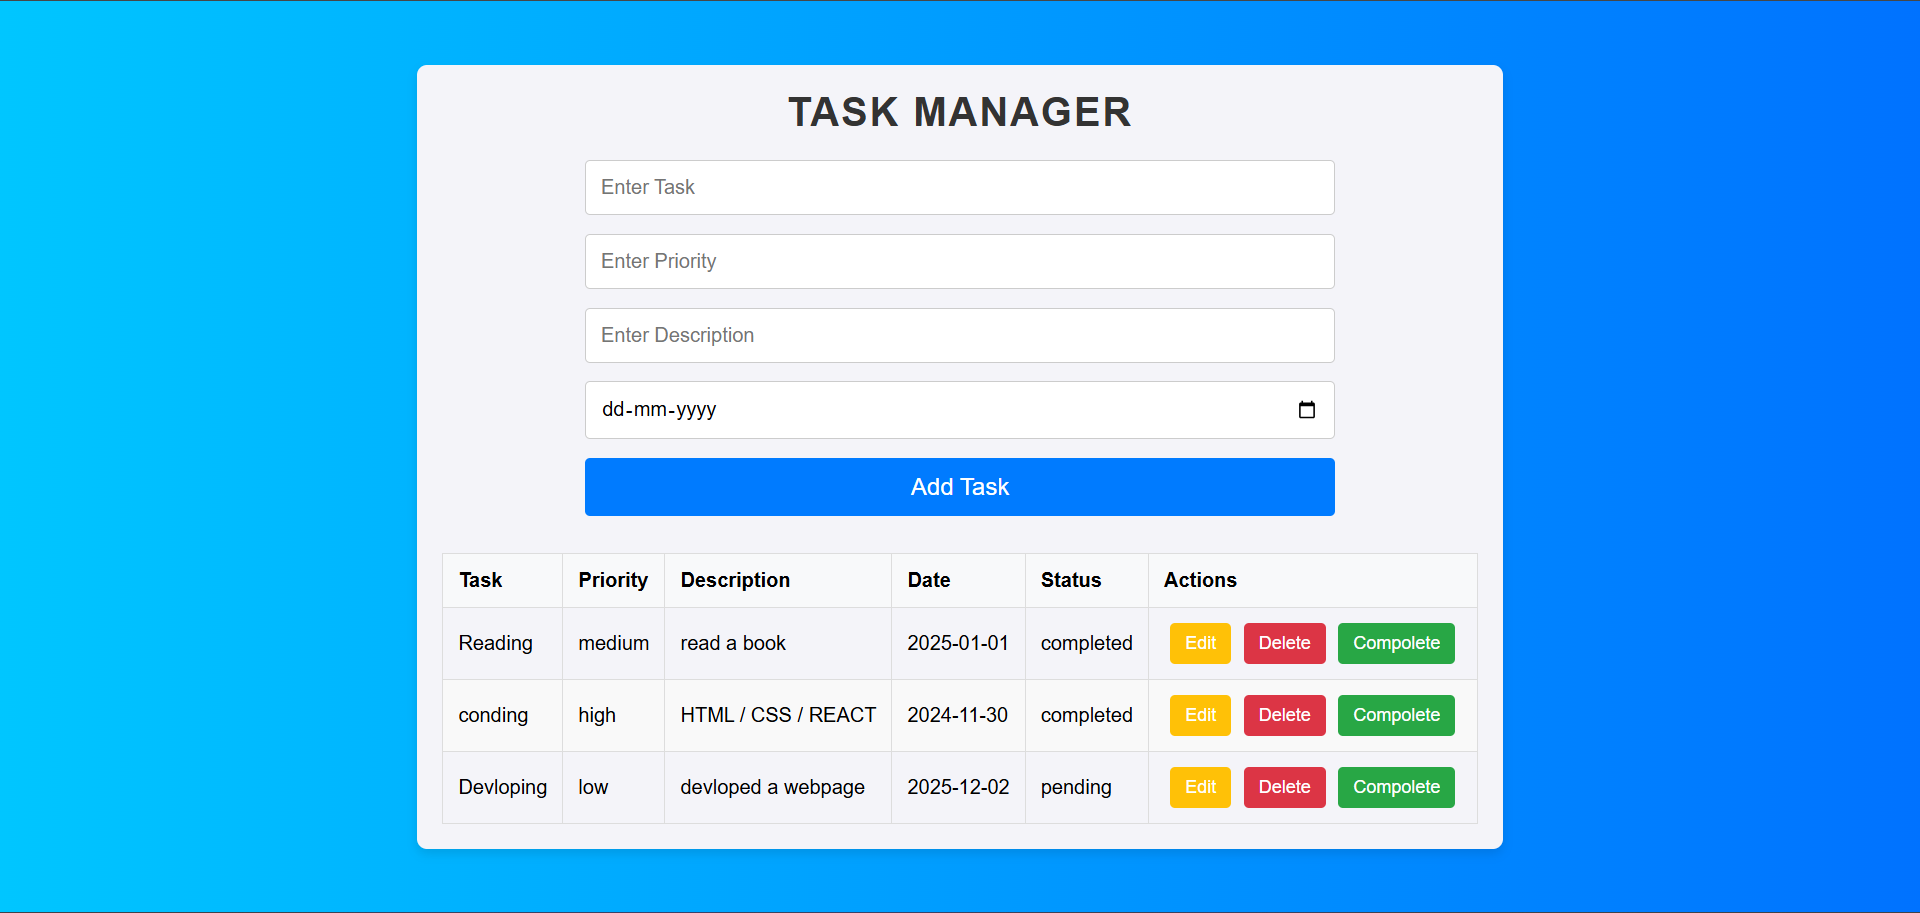 TASK MANAGER
Enter Task
Enter Priority
Enter Description
dd-mm-yyyy
Add Task
Task Priority Description Date Status Actions
Reading medium read a book 2025-01-01 completed Edit Delete Compolete
conding high HTML / CSS / REACT 2024-11-30 completed Edit Delete Compolete
Devloping low devloped a webpage 2025-12-02 pending Edit Delete Compolete